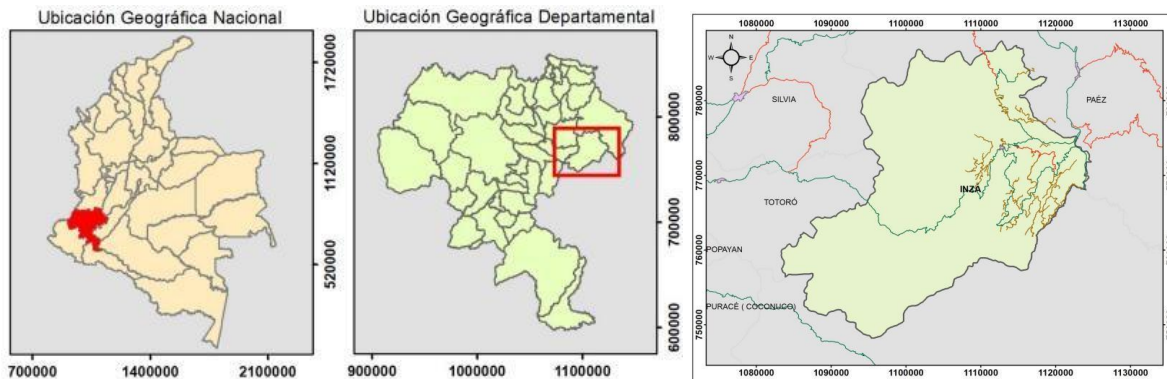 Ubicación Geográfica Nacional
1720000
1120000
520000
700000 1400000 2100000
Ubicación Geográfica Departamental
800000
700000
600000
900000 1000000 1100000
1080000 1090000 1100000 1110000 1120000 1130000
N
W E
S
780000
770000
760000
750000
SILVIA
PAÉZ
INZA
TOTORÓ
POPAYAN
PURACÉ ( COCONUCO)
1080000 1090000 1100000 1110000 1120000 1130000